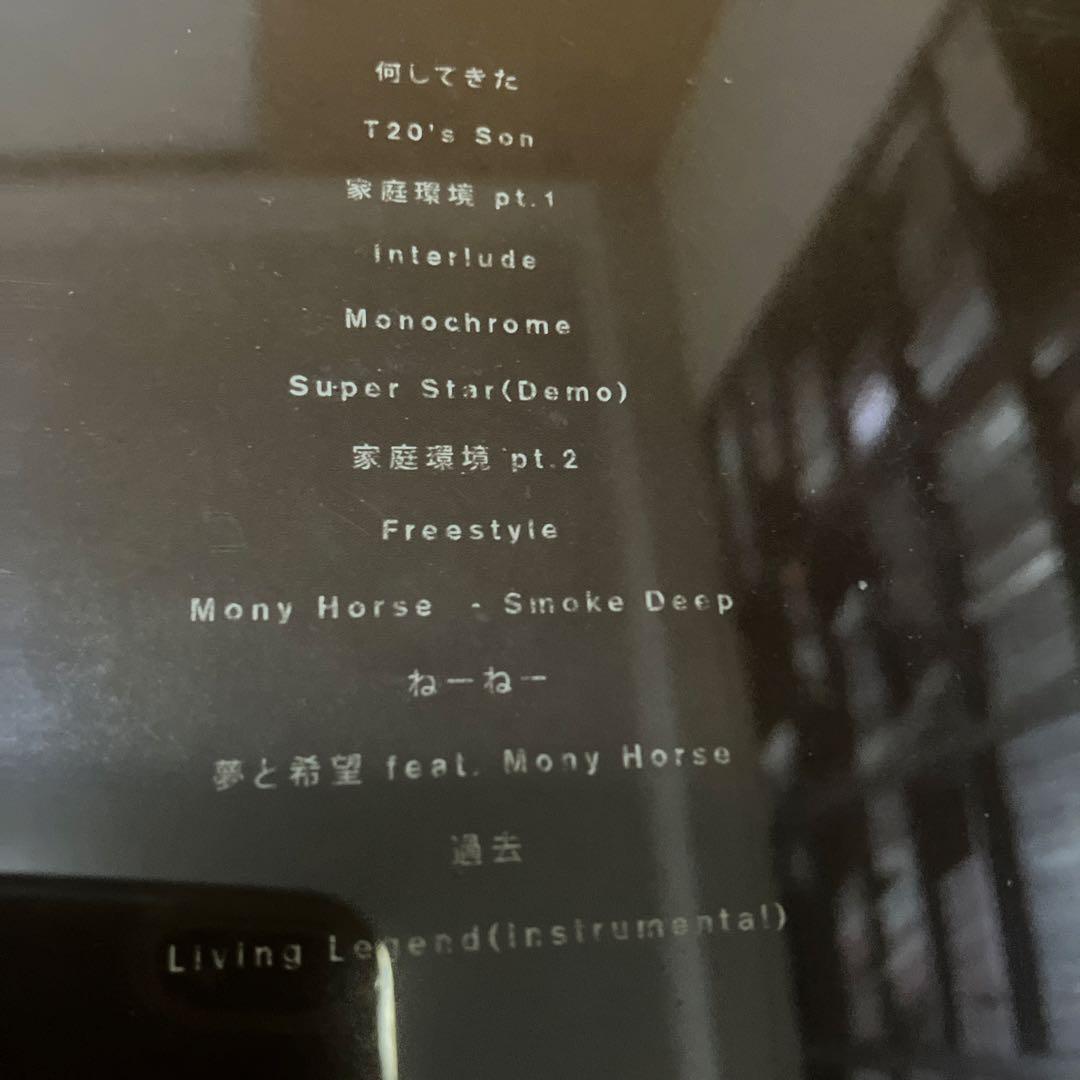 何してきた
T20's Son
家庭環境 pt.1
interlude
Monochrome
Super Star(Demo)
家庭環境 pt.2
Freestyle
Mony Horse - Smoke Deep
ねーねー
夢と希望 feat. Mony Horse
過去
Living Legend(instrumental)